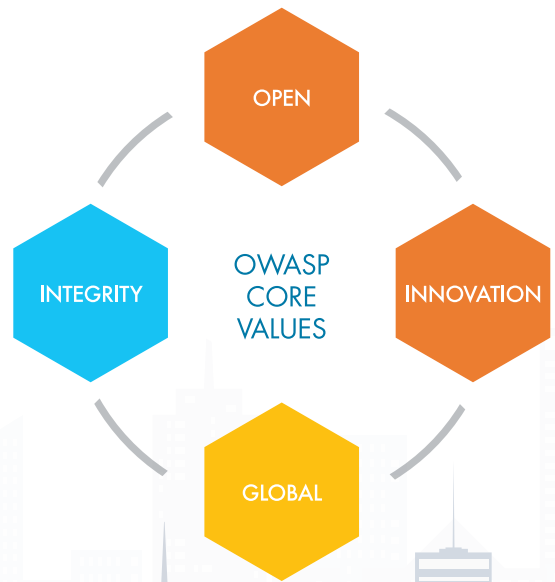 OPEN
INTEGRITY
OWASP
CORE
VALUES
INNOVATION
GLOBAL